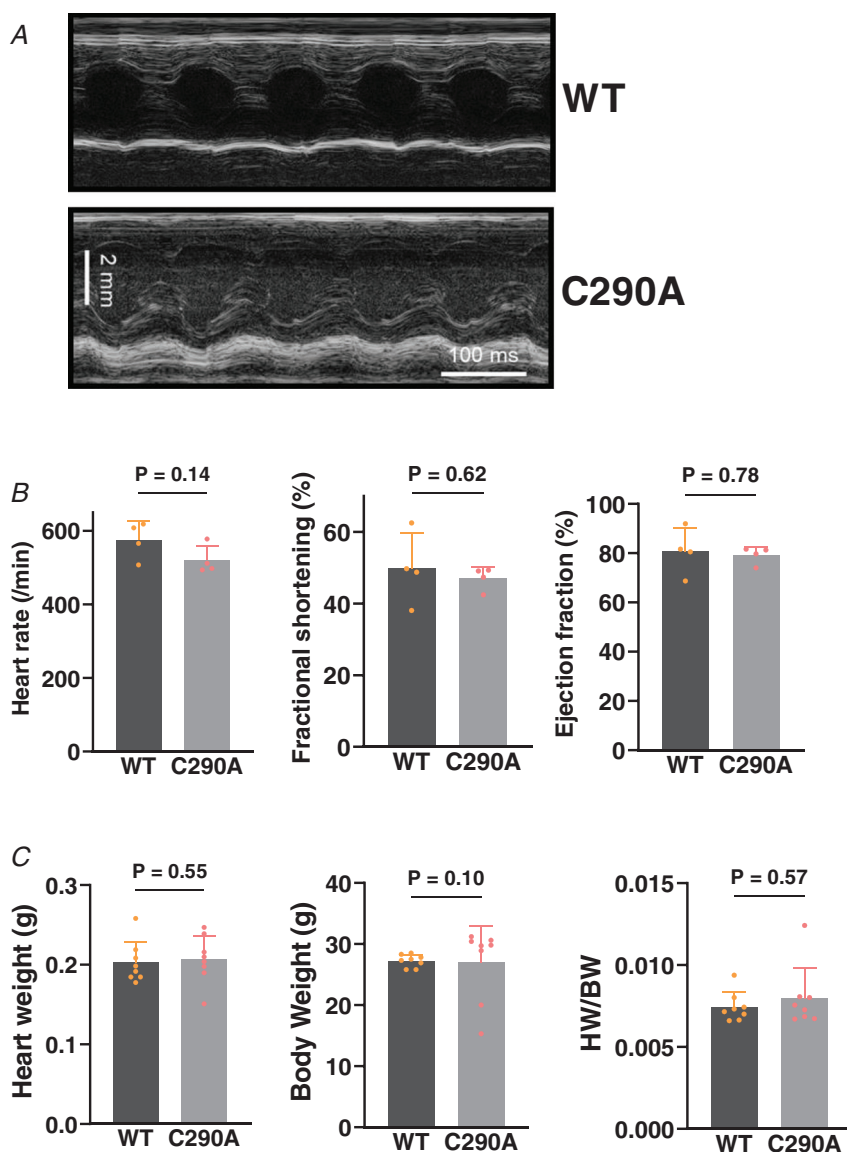 A
WT
2 mm
C290A
100 ms
B
P = 0.14
Heart rate (/min)
600
400
200
0
WT C290A
P = 0.62
Fractional shortening (%)
60
40
20
0
WT C290A
P = 0.78
Ejection fraction (%)
100
80
60
40
20
0
WT C290A
C
P = 0.55
Heart weight (g)
0.3
0.2
0.1
0.0
WT C290A
P = 0.10
Body Weight (g)
40
30
20
10
0
WT C290A
P = 0.57
HW/BW
0.015
0.010
0.005
0.000
WT C290A